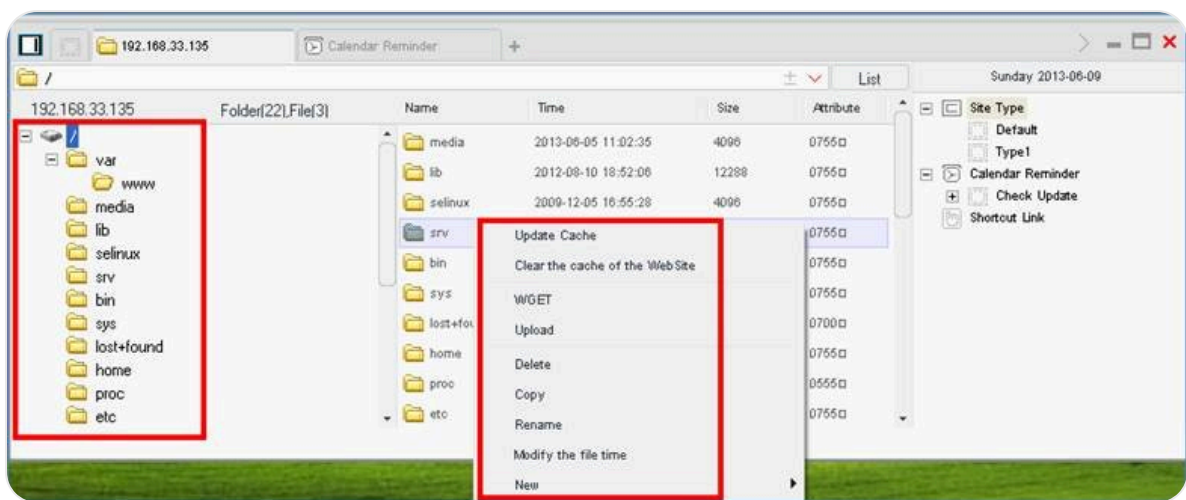 192.168.33.135 Calendar Reminder +
/ List Sunday 2013-06-09
192.168.33.135 Folder[22],File[3] Name Time Size Attribute
/
var
www
media
lib
selinux
srv
bin
sys
lost+found
home
proc
etc
media 2013-06-05 11:02:35 4096 0755
lib 2012-08-10 18:52:06 12288 0755
selinux 2009-12-05 16:55:28 4096 0755
srv 0755
bin 0755
sys 0755
lost+fou 0700
home 0755
proc 0555
etc 0755
Update Cache
Clear the cache of the WebSite
WGET
Upload
Delete
Copy
Rename
Modify the file time
New
Site Type
Default
Type1
Calendar Reminder
Check Update
Shortcut Link